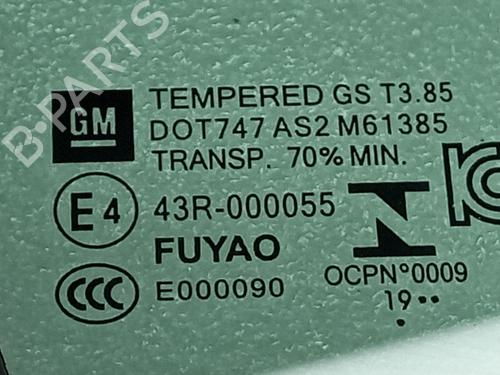 B-PARTS
GM
TEMPERED GS T3.85
DOT747 AS2 M61385
TRANSP. 70% MIN.
E4
43R-000055
FUYAO
CCC
E000090
OCPN°0009
19••
•